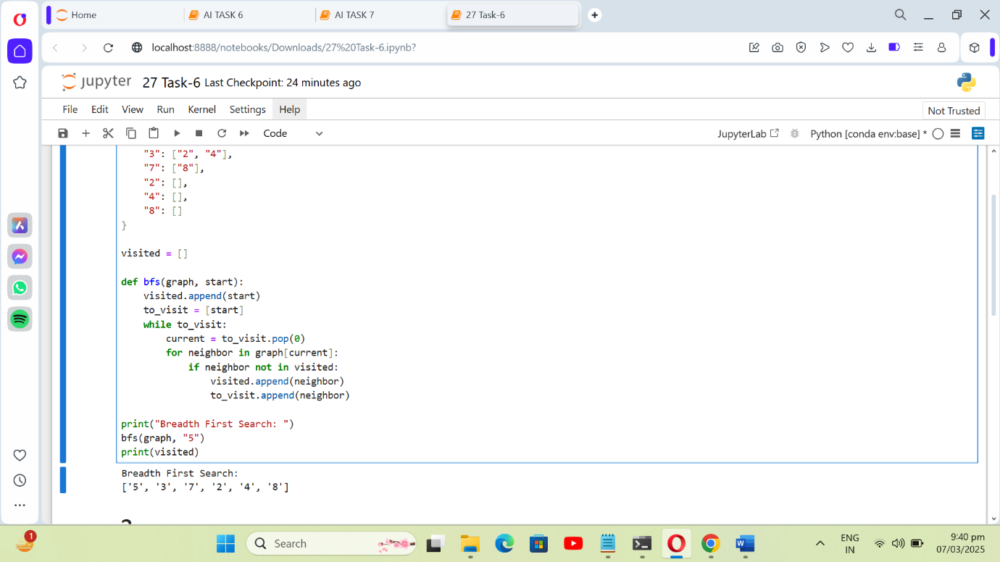 Home
AI TASK 6
AI TASK 7
27 Task-6
localhost:8888/notebooks/Downloads/27%20Task-6.ipynb?
jupyter 27 Task-6 Last Checkpoint: 24 minutes ago
File Edit View Run Kernel Settings Help
Not Trusted
Code
JupyterLab
Python [conda env:base] *
"3": ["2", "4"],
"7": ["8"],
"2": [],
"4": [],
"8": []
}
visited = []
def bfs(graph, start):
visited.append(start)
to_visit = [start]
while to_visit:
current = to_visit.pop(0)
for neighbor in graph[current]:
if neighbor not in visited:
visited.append(neighbor)
to_visit.append(neighbor)
print("Breadth First Search: ")
bfs(graph, "5")
print(visited)
Breadth First Search:
['5', '3', '7', '2', '4', '8']
1
Search
ENG
IN
9:40 pm
07/03/2025